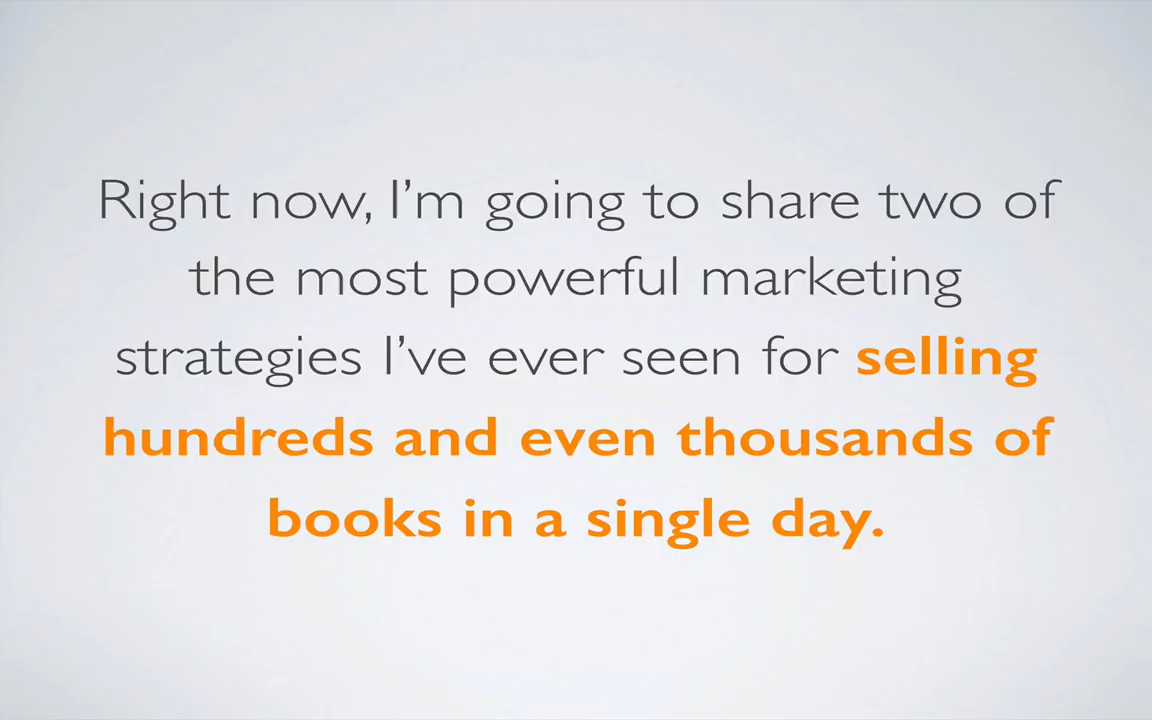 Right now, I’m going to share two of
the most powerful marketing
strategies I’ve ever seen for selling
hundreds and even thousands of
books in a single day.